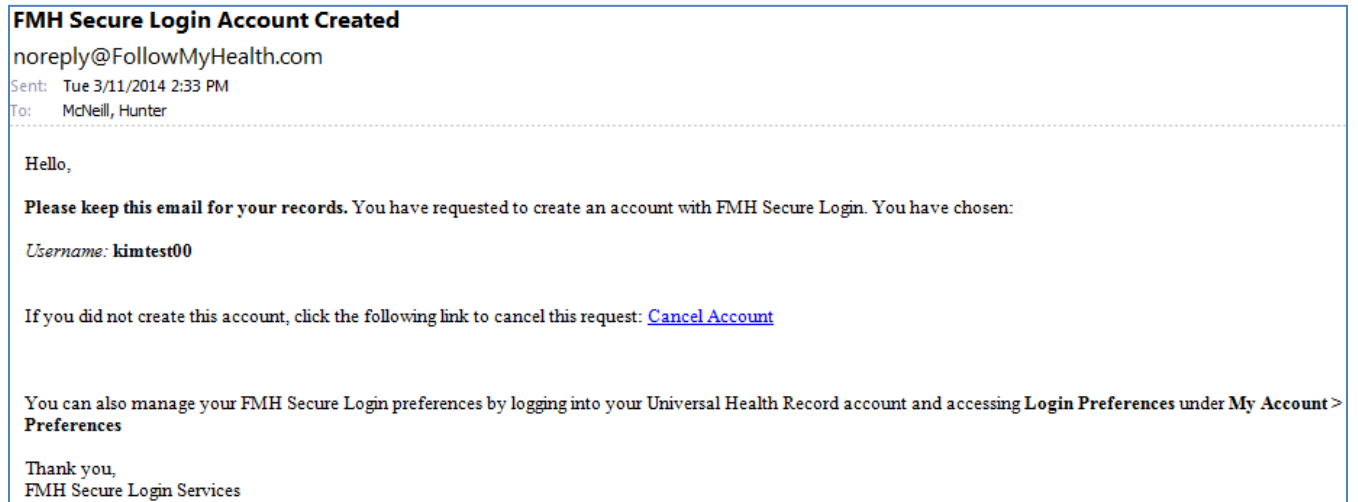 FMH Secure Login Account Created
noreply@FollowMyHealth.com
Sent: Tue 3/11/2014 2:33 PM
To: McNeill, Hunter
Hello,
Please keep this email for your records. You have requested to create an account with FMH Secure Login. You have chosen:
Username: kimtest00
If you did not create this account, click the following link to cancel this request: Cancel Account
You can also manage your FMH Secure Login preferences by logging into your Universal Health Record account and accessing Login Preferences under My Account >
Preferences
Thank you,
FMH Secure Login Services